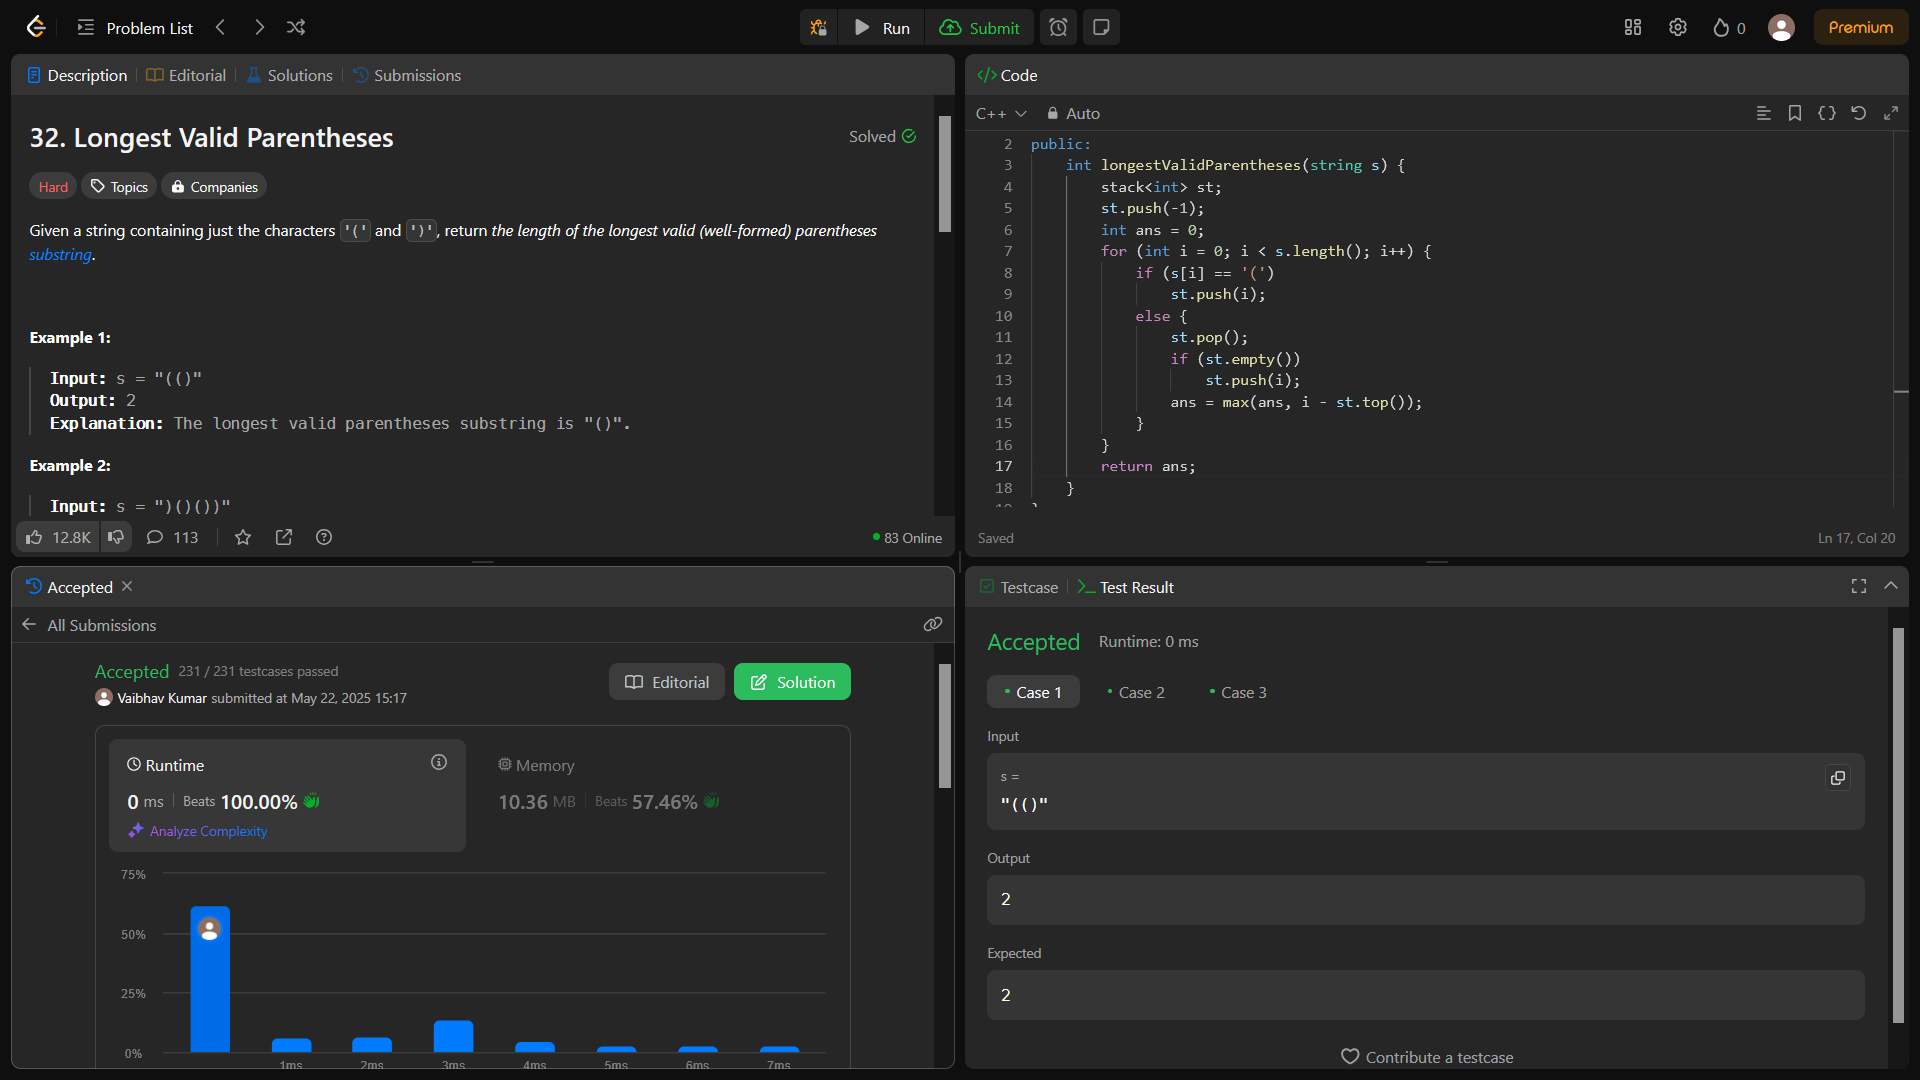 Problem List
Run
Submit
0
Premium
Description
Editorial
Solutions
Submissions
32. Longest Valid Parentheses
Solved
Hard
Topics
Companies
Given a string containing just the characters '(' and ')', return the length of the longest valid (well-formed) parentheses
substring.
Example 1:
Input: s = "(()"
Output: 2
Explanation: The longest valid parentheses substring is "()".
Example 2:
Input: s = ")()())"
12.8K
113
83 Online
Code
C++
Auto
2 public:
3 int longestValidParentheses(string s) {
4 stack<int> st;
5 st.push(-1);
6 int ans = 0;
7 for (int i = 0; i < s.length(); i++) {
8 if (s[i] == '(')
9 st.push(i);
10 else {
11 st.pop();
12 if (st.empty())
13 st.push(i);
14 ans = max(ans, i - st.top());
15 }
16 }
17 return ans;
18 }
Saved
Ln 17, Col 20
Accepted
All Submissions
Accepted 231 / 231 testcases passed
Vaibhav Kumar submitted at May 22, 2025 15:17
Editorial
Solution
Runtime
0 ms Beats 100.00%
Analyze Complexity
Memory
10.36 MB Beats 57.46%
75%
50%
25%
0%
1ms 2ms 3ms 4ms 5ms 6ms 7ms
Testcase
Test Result
Accepted Runtime: 0 ms
Case 1
Case 2
Case 3
Input
s =
"(()"
Output
2
Expected
2
Contribute a testcase